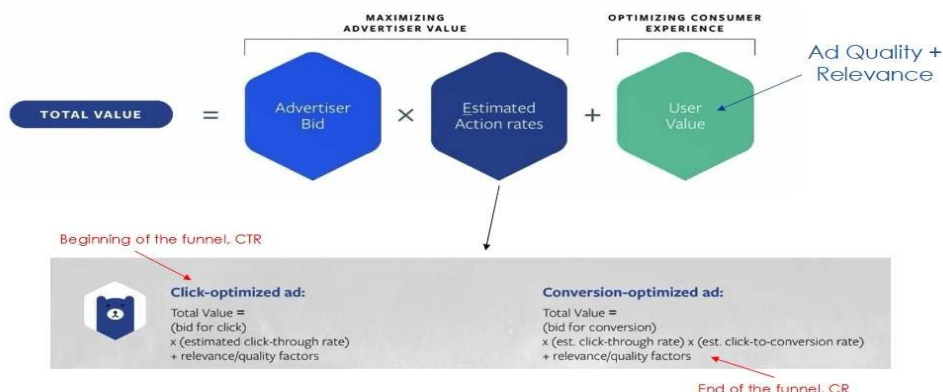 MAXIMIZING
ADVERTISER VALUE
OPTIMIZING CONSUMER
EXPERIENCE
Ad Quality +
Relevance
TOTAL VALUE
=
Advertiser
Bid
×
Estimated
Action rates
+
User
Value
Beginning of the funnel, CTR
Click-optimized ad:
Total Value =
(bid for click)
x (estimated click-through rate)
+ relevance/quality factors
Conversion-optimized ad:
Total Value =
(bid for conversion)
x (est. click-through rate) x (est. click-to-conversion rate)
+ relevance/quality factors
End of the funnel, CR